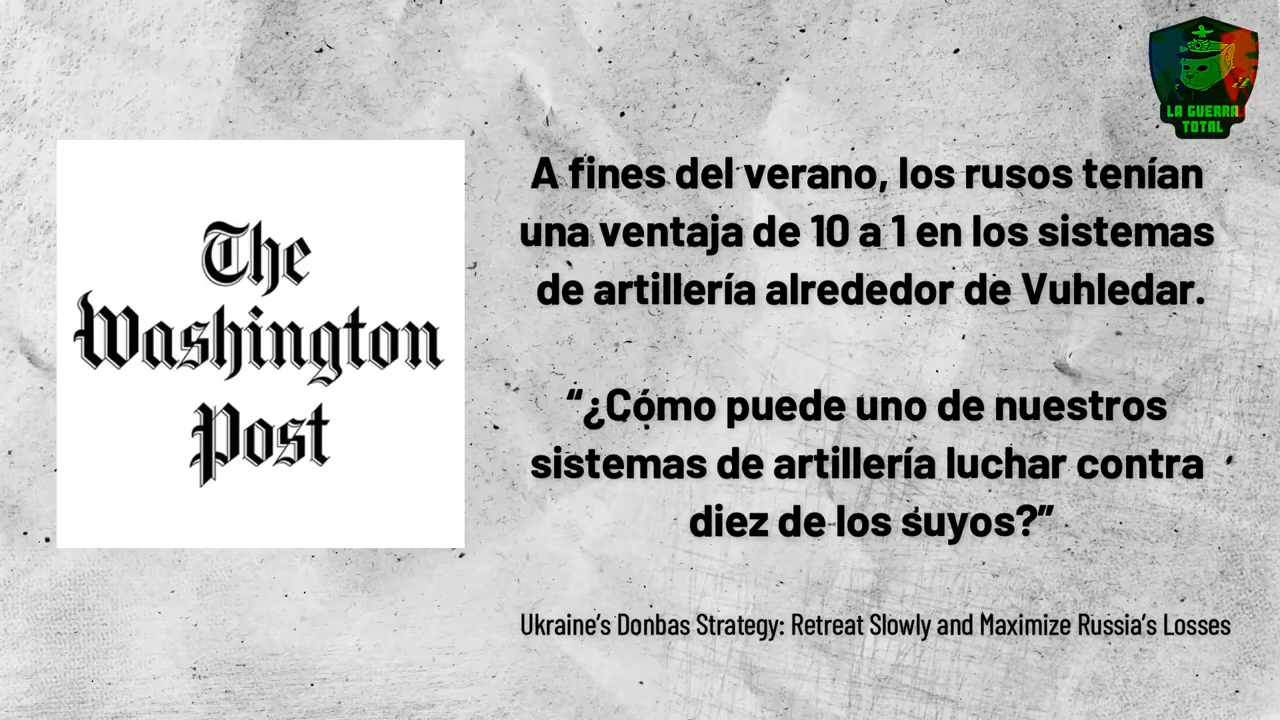 LA GUERRA
TOTAL
The
Washington
Post
A fines del verano, los rusos tenían
una ventaja de 10 a 1 en los sistemas
de artillería alrededor de Vuhledar.
“¿Cómo puede uno de nuestros
sistemas de artillería luchar contra
diez de los suyos?”
Ukraine’s Donbas Strategy: Retreat Slowly and Maximize Russia’s Losses